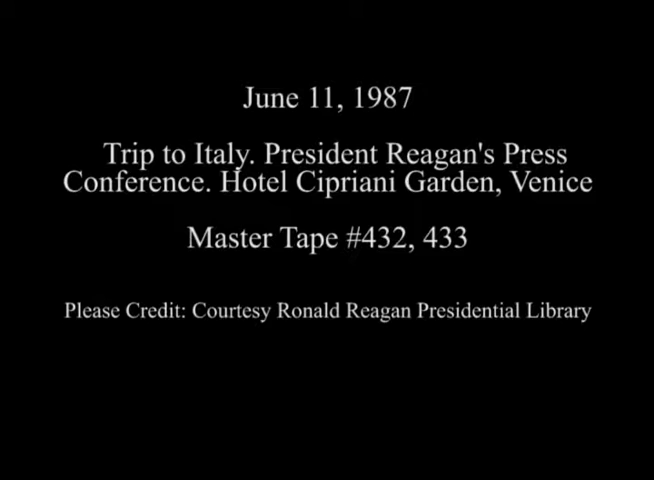 June 11, 1987
Trip to Italy. President Reagan's Press
Conference. Hotel Cipriani Garden, Venice
Master Tape #432, 433
Please Credit: Courtesy Ronald Reagan Presidential Library